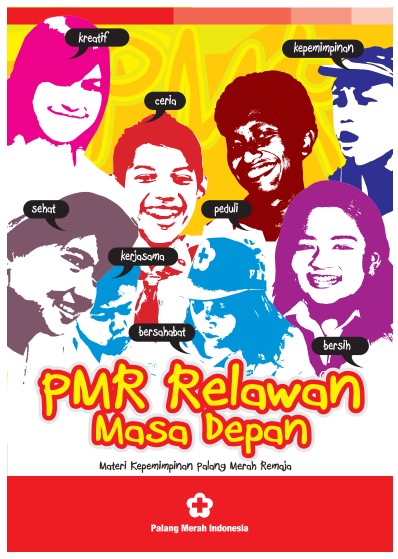 PMR
kreatif
kepemimpinan
ceria
sehat
peduli
kerjasama
bersahabat
bersih
PMR Relawan
Masa Depan
Materi Kepemimpinan Palang Merah Remaja
Palang Merah Indonesia